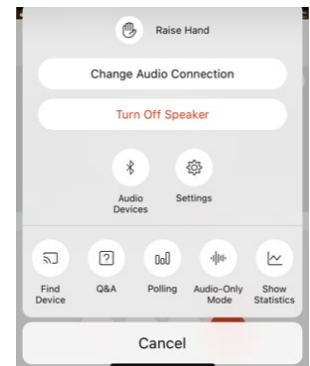 Raise Hand
Change Audio Connection
Turn Off Speaker
Audio
Devices
Settings
Find
Device
Q&A
Polling
Audio-Only
Mode
Show
Statistics
Cancel